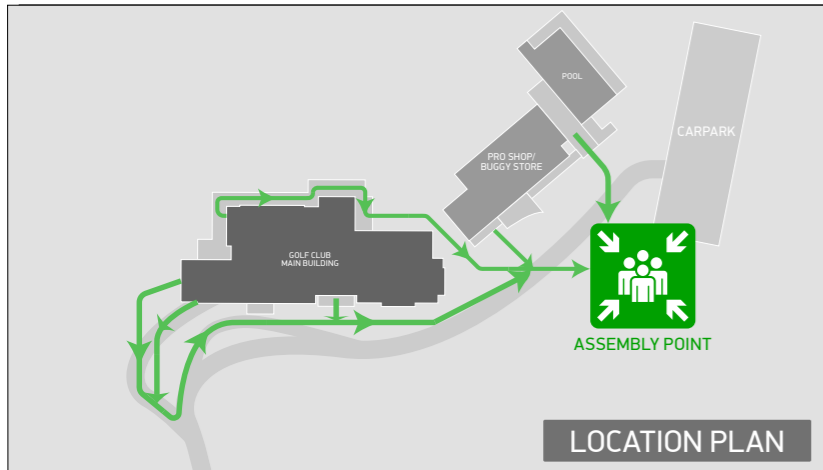 POOL
CARPARK
PRO SHOP/
BUGGY STORE
GOLF CLUB
MAIN BUILDING
ASSEMBLY POINT
LOCATION PLAN